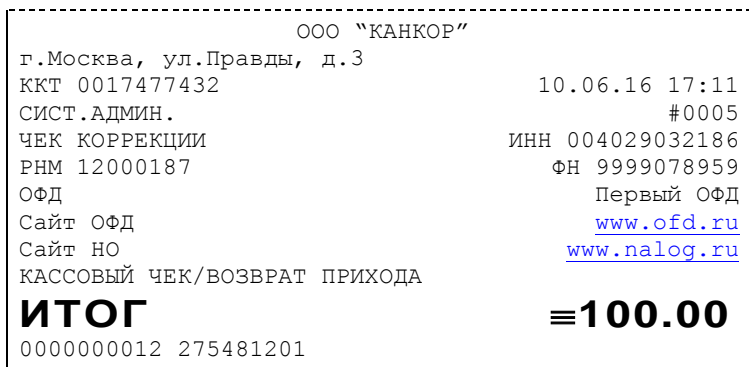 ООО “КАНКОР”
г.Москва, ул.Правды, д.3
ККТ 0017477432 10.06.16 17:11
СИСТ.АДМИН. #0005
ЧЕК КОРРЕКЦИИ ИНН 004029032186
РНМ 12000187 ФН 9999078959
ОФД Первый ОФД
Сайт ОФД www.ofd.ru
Сайт НО www.nalog.ru
КАССОВЫЙ ЧЕК/ВОЗВРАТ ПРИХОДА
ИТОГ ≡100.00
0000000012 275481201